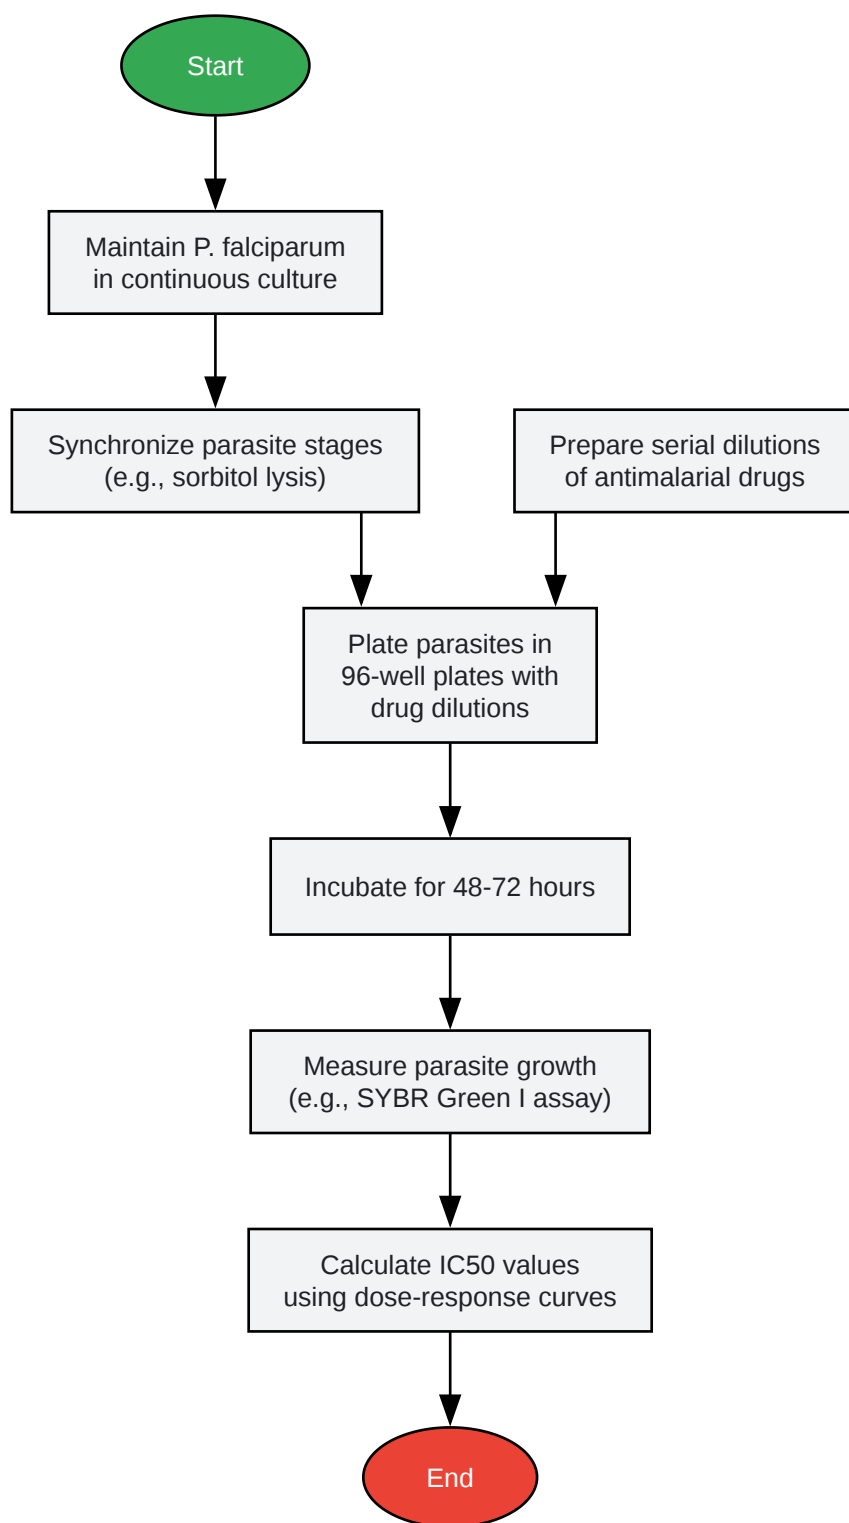 Start
Maintain P. falciparum
in continuous culture
Synchronize parasite stages
(e.g., sorbitol lysis)
Prepare serial dilutions
of antimalarial drugs
Plate parasites in
96-well plates with
drug dilutions
Incubate for 48-72 hours
Measure parasite growth
(e.g., SYBR Green I assay)
Calculate IC50 values
using dose-response curves
End